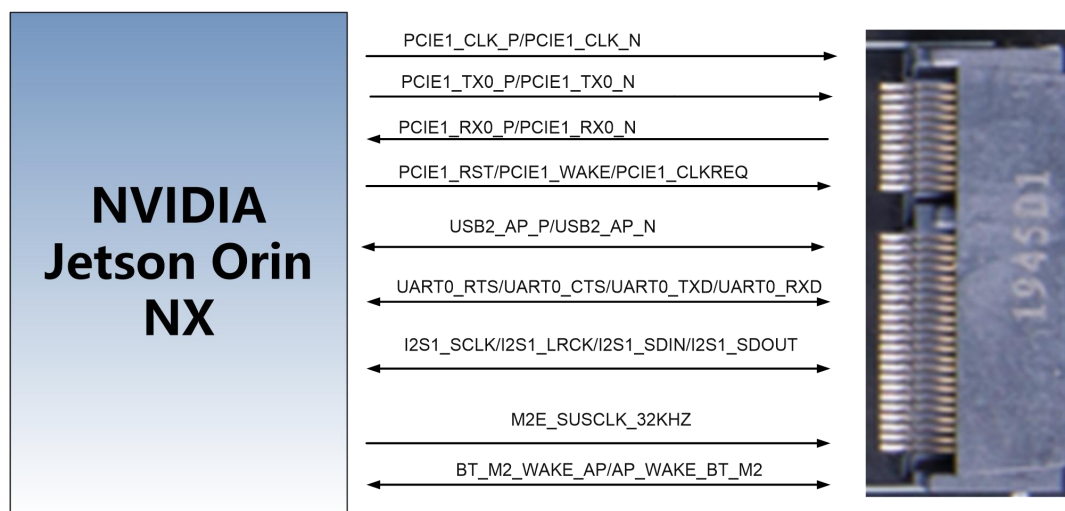 NVIDIA
Jetson Orin
NX
PCIE1_CLK_P/PCIE1_CLK_N
PCIE1_TX0_P/PCIE1_TX0_N
PCIE1_RX0_P/PCIE1_RX0_N
PCIE1_RST/PCIE1_WAKE/PCIE1_CLKREQ
USB2_AP_P/USB2_AP_N
UART0_RTS/UART0_CTS/UART0_TXD/UART0_RXD
I2S1_SCLK/I2S1_LRCK/I2S1_SDIN/I2S1_SDOUT
M2E_SUSCLK_32KHZ
BT_M2_WAKE_AP/AP_WAKE_BT_M2
1945D1